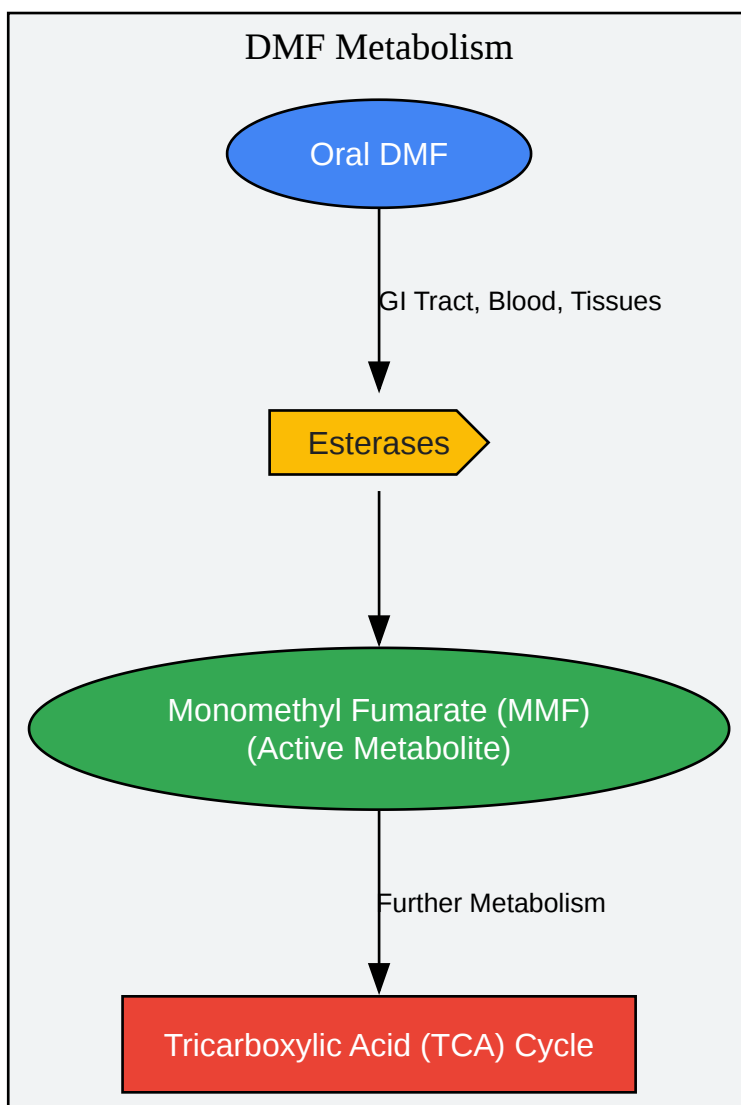 DMF Metabolism
Oral DMF
GI Tract, Blood, Tissues
Esterases
Monomethyl Fumarate (MMF)
(Active Metabolite)
Further Metabolism
Tricarboxylic Acid (TCA) Cycle